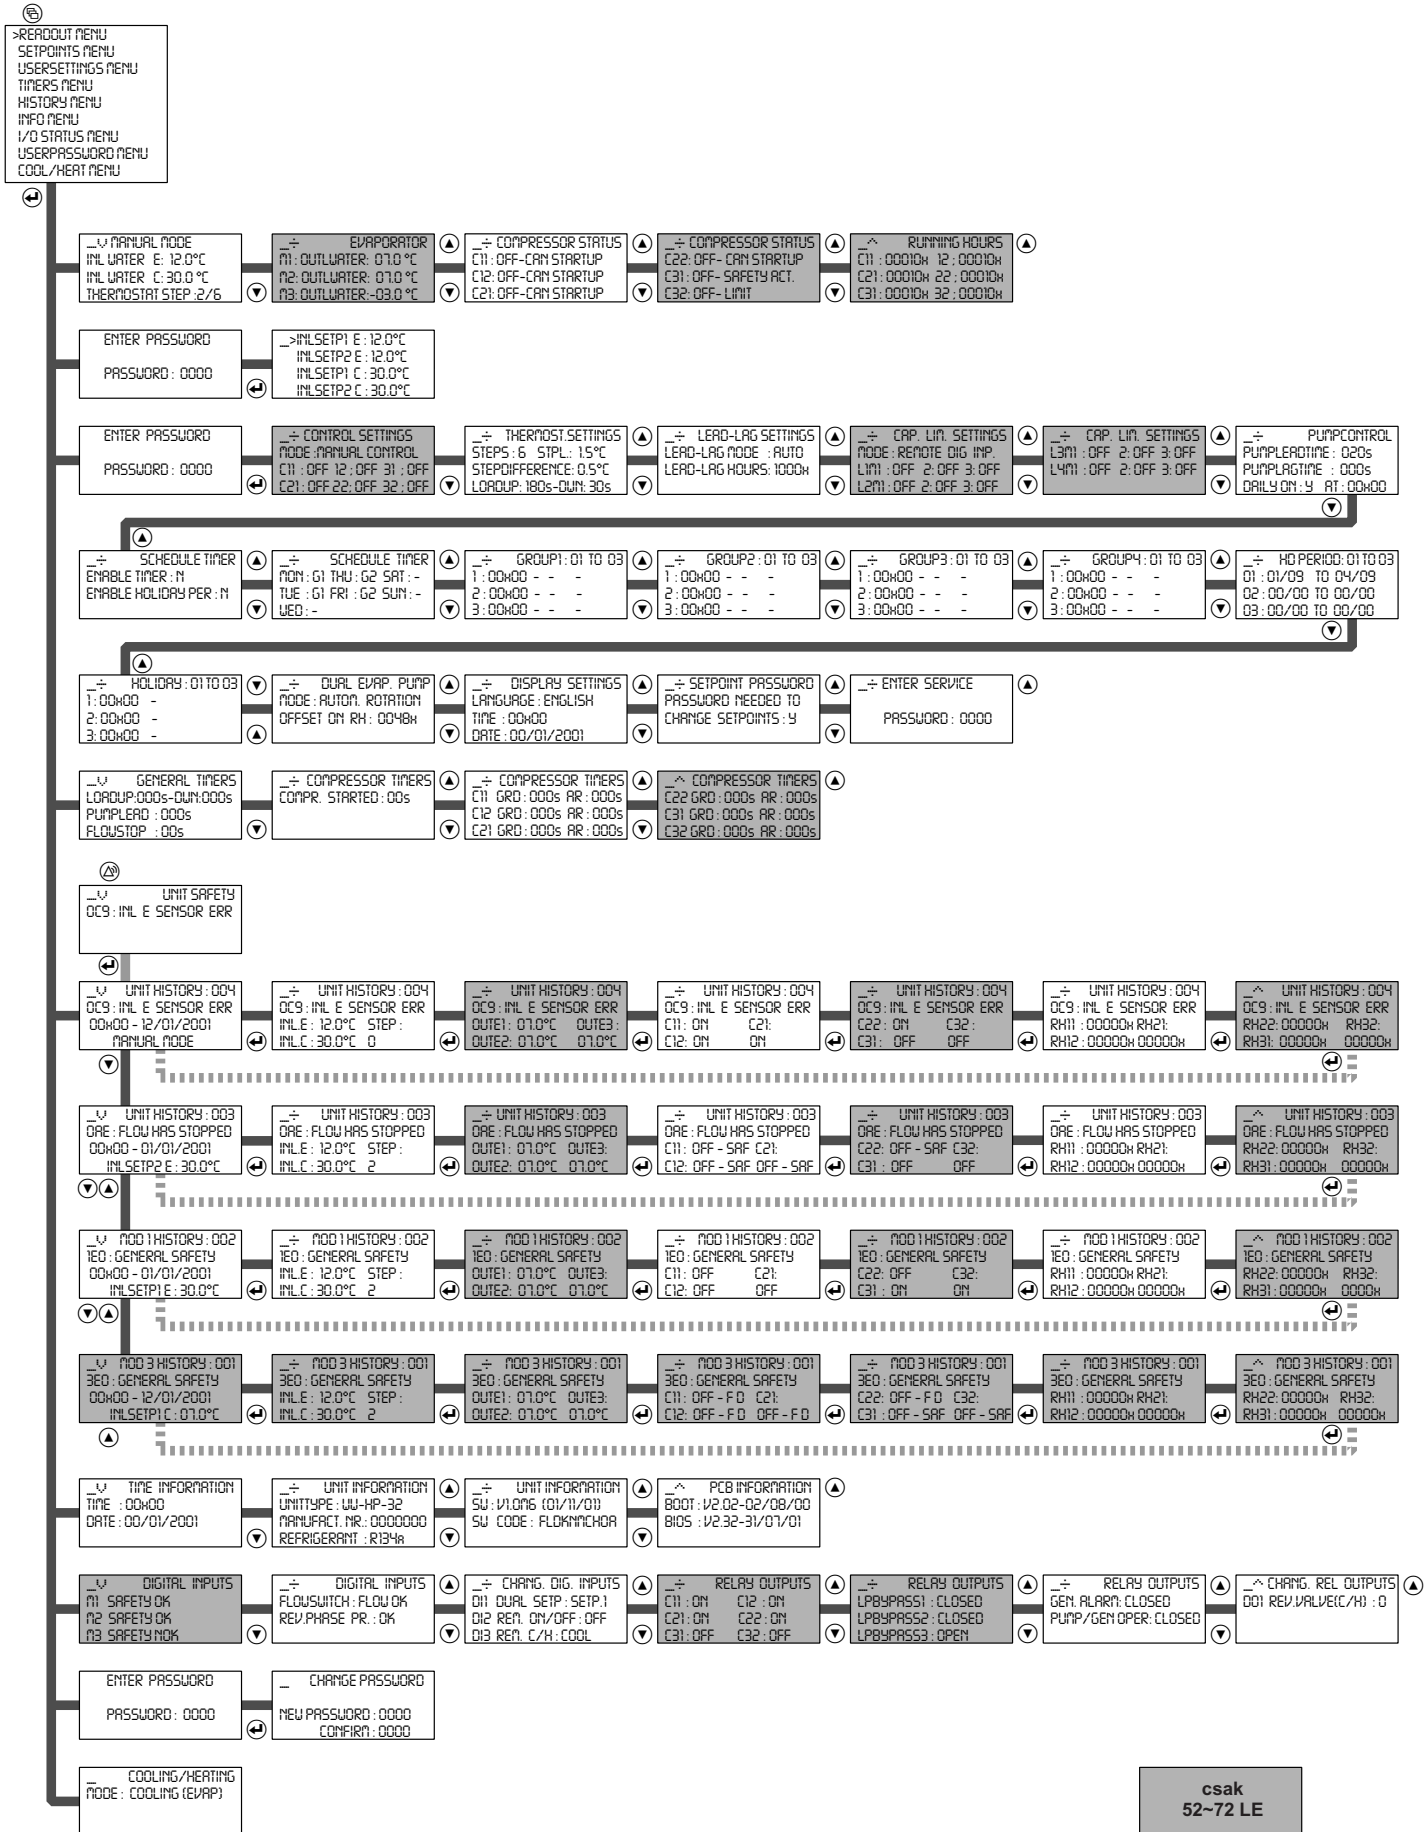 >READOUT MENU
SETPOINTS MENU
USERSETTINGS MENU
TIMERS MENU
HISTORY MENU
INFO MENU
I/O STATUS MENU
USERPASSWORD MENU
COOL/HEAT MENU
_v MANUAL MODE
INL WATER E: 12.0°C
INL WATER C: 30.0 °C
THERMOSTAT STEP :2/6
_÷ EVAPORATOR
M1: OUTLWATER: 07.0 °C
M2: OUTLWATER: 07.0 °C
M3: OUTLWATER:-03.0 °C
_÷ COMPRESSOR STATUS
C11 : OFF-CAN STARTUP
C12: OFF-CAN STARTUP
C21: OFF-CAN STARTUP
_÷ COMPRESSOR STATUS
C22: OFF- CAN STARTUP
C31 : OFF- SAFETY ACT.
C32: OFF- LIMIT
_^ RUNNING HOURS
C11 : 00010H 12 ; 00010H
C21 : 00010H 22 ; 00010H
C31 : 00010H 32 ; 00010H
ENTER PASSWORD
PASSWORD : 0000
_>INLSETP1 E : 12.0°C
INLSETP2 E : 12.0°C
INLSETP1 C : 30.0°C
INLSETP2 C : 30.0°C
ENTER PASSWORD
PASSWORD : 0000
_÷ CONTROL SETTINGS
MODE :MANUAL CONTROL
C11 : OFF 12; OFF 31 ; OFF
C21 : OFF 22; OFF 32 ; OFF
_÷ THERMOST.SETTINGS
STEPS : 6 STPL.: 1.5°C
STEPDIFFERENCE: 0.5°C
LOADUP: 180s-DWN: 30s
_÷ LEAD-LAG SETTINGS
LEAD-LAG MODE : AUTO
LEAD-LAG HOURS: 1000H
_÷ CAP. LIM. SETTINGS
MODE : REMOTE DIG INP.
L1M1 : OFF 2: OFF 3: OFF
L2M1 : OFF 2: OFF 3: OFF
_÷ CAP. LIM. SETTINGS
L3M1 : OFF 2: OFF 3: OFF
L4M1 : OFF 2: OFF 3: OFF
_÷ PUMPCONTROL
PUMPLEADTIME : 020s
PUMPLAGTIME : 000s
DAILY ON : Y AT : 00H00
_÷ SCHEDULE TIMER
ENABLE TIMER : N
ENABLE HOLIDAY PER : N
_÷ SCHEDULE TIMER
MON : G1 THU : G2 SAT : -
TUE : G1 FRI : G2 SUN : -
WED : -
_÷ GROUP1 : 01 TO 03
1 : 00H00 - - -
2 : 00H00 - - -
3 : 00H00 - - -
_÷ GROUP2 : 01 TO 03
1 : 00H00 - - -
2 : 00H00 - - -
3 : 00H00 - - -
_÷ GROUP3 : 01 TO 03
1 : 00H00 - - -
2 : 00H00 - - -
3 : 00H00 - - -
_÷ GROUP4 : 01 TO 03
1 : 00H00 - - -
2 : 00H00 - - -
3 : 00H00 - - -
_÷ HD PERIOD: 01 TO 03
01 : 01/09 TO 04/09
02 : 00/00 TO 00/00
03 : 00/00 TO 00/00
_÷ HOLIDAY : 01 TO 03
1 : 00H00 -
2: 00H00 -
3: 00H00 -
_÷ DUAL EVAP. PUMP
MODE : AUTOM. ROTATION
OFFSET ON RH : 0048H
_÷ DISPLAY SETTINGS
LANGUAGE : ENGLISH
TIME : 00H00
DATE : 00/01/2001
_÷ SETPOINT PASSWORD
PASSWORD NEEDED TO
CHANGE SETPOINTS : Y
_÷ ENTER SERVICE
PASSWORD : 0000
_v GENERAL TIMERS
LOADUP:000s-DWN:000s
PUMPLEAD : 000s
FLOWSTOP : 00s
_÷ COMPRESSOR TIMERS
COMPR. STARTED : 00s
_÷ COMPRESSOR TIMERS
C11 GRD : 000s AR : 000s
C12 GRD : 000s AR : 000s
C21 GRD : 000s AR : 000s
_^ COMPRESSOR TIMERS
C22 GRD : 000s AR : 000s
C31 GRD : 000s AR : 000s
C32 GRD : 000s AR : 000s
_v UNIT SAFETY
0C9 : INL E SENSOR ERR
_v UNIT HISTORY : 004
0C9 : INL E SENSOR ERR
00H00 - 12/01/2001
MANUAL MODE
_÷ UNIT HISTORY : 004
0C9 : INL E SENSOR ERR
INL.E : 12.0°C STEP :
INL.C : 30.0°C 0
_÷ UNIT HISTORY : 004
0C9 : INL E SENSOR ERR
OUTE1 : 07.0°C OUTE3 :
OUTE2: 07.0°C 07.0°C
_÷ UNIT HISTORY : 004
0C9 : INL E SENSOR ERR
C11 : ON C21:
C12: ON ON
_÷ UNIT HISTORY : 004
0C9 : INL E SENSOR ERR
C22 : ON C32 :
C31 : OFF OFF
_÷ UNIT HISTORY : 004
0C9 : INL E SENSOR ERR
RH11 : 00000H RH21:
RH12 : 00000H 00000H
_^ UNIT HISTORY : 004
0C9 : INL E SENSOR ERR
RH22: 00000H RH32:
RH31: 00000H 00000H
_v UNIT HISTORY : 003
0AE : FLOW HAS STOPPED
00H00 - 01/01/2001
INLSETP2 E : 30.0°C
_÷ UNIT HISTORY : 003
0AE : FLOW HAS STOPPED
INL.E : 12.0°C STEP :
INL.C : 30.0°C 2
_÷ UNIT HISTORY : 003
0AE : FLOW HAS STOPPED
OUTE1 : 07.0°C OUTE3:
OUTE2: 07.0°C 07.0°C
_÷ UNIT HISTORY : 003
0AE : FLOW HAS STOPPED
C11 : OFF - SAF C21:
C12: OFF - SAF OFF - SAF
_÷ UNIT HISTORY : 003
0AE : FLOW HAS STOPPED
C22: OFF - SAF C32:
C31 : OFF OFF
_÷ UNIT HISTORY : 003
0AE : FLOW HAS STOPPED
RH11 : 00000H RH21:
RH12 : 00000H 00000H
_^ UNIT HISTORY : 003
0AE : FLOW HAS STOPPED
RH22: 00000H RH32:
RH31: 00000H 00000H
_v MOD 1 HISTORY : 002
1E0 : GENERAL SAFETY
00H00 - 01/01/2001
INLSETP1 E : 30.0°C
_÷ MOD 1 HISTORY : 002
1E0 : GENERAL SAFETY
INL.E : 12.0°C STEP :
INL.C : 30.0°C 2
_÷ MOD 1 HISTORY : 002
1E0 : GENERAL SAFETY
OUTE1 : 07.0°C OUTE3:
OUTE2: 07.0°C 07.0°C
_÷ MOD 1 HISTORY : 002
1E0 : GENERAL SAFETY
C11 : OFF C21:
C12: OFF OFF
_÷ MOD 1 HISTORY : 002
1E0 : GENERAL SAFETY
C22: OFF C32:
C31 : ON ON
_÷ MOD 1 HISTORY : 002
1E0 : GENERAL SAFETY
RH11 : 00000H RH21:
RH12 : 00000H 00000H
_^ MOD 1 HISTORY : 002
1E0 : GENERAL SAFETY
RH22: 00000H RH32:
RH31: 00000H 0000H
_v MOD 3 HISTORY : 001
3E0 : GENERAL SAFETY
00H00 - 12/01/2001
INLSETP1 C : 07.0°C
_÷ MOD 3 HISTORY : 001
3E0 : GENERAL SAFETY
INL.E : 12.0°C STEP :
INL.C : 30.0°C 2
_÷ MOD 3 HISTORY : 001
3E0 : GENERAL SAFETY
OUTE1 : 07.0°C OUTE3:
OUTE2: 07.0°C 07.0°C
_÷ MOD 3 HISTORY : 001
3E0 : GENERAL SAFETY
C11 : OFF - F D C21:
C12: OFF - F D OFF - F D
_÷ MOD 3 HISTORY : 001
3E0 : GENERAL SAFETY
C22: OFF - F D C32:
C31 : OFF - SAF OFF - SAF
_÷ MOD 3 HISTORY : 001
3E0 : GENERAL SAFETY
RH11 : 00000H RH21:
RH12 : 00000H 00000H
_^ MOD 3 HISTORY : 001
3E0 : GENERAL SAFETY
RH22: 00000H RH32:
RH31: 00000H 00000H
_v TIME INFORMATION
TIME : 00H00
DATE : 00/01/2001
_÷ UNIT INFORMATION
UNITTYPE : WW-HP-32
MANUFACT. NR.: 0000000
REFRIGERANT : R134A
_÷ UNIT INFORMATION
SW : V1.0M6 (01/11/01)
SW CODE : FLDKNMCHOA
_^ PCB INFORMATION
BOOT : V2.02-02/08/00
BIOS : V2.32-31/07/01
_v DIGITAL INPUTS
M1 SAFETY OK
M2 SAFETY OK
M3 SAFETY NOK
_÷ DIGITAL INPUTS
FLOWSWITCH : FLOW OK
REV.PHASE PR. : OK
_÷ CHANG. DIG. INPUTS
DI1 DUAL SETP : SETP.1
DI2 REM. ON/OFF : OFF
DI3 REM. C/H : COOL
_÷ RELAY OUTPUTS
C11 : ON C12 : ON
C21 : ON C22 : ON
C31 : OFF C32 : OFF
_÷ RELAY OUTPUTS
LPBYPASS1 : CLOSED
LPBYPASS2 : CLOSED
LPBYPASS3 : OPEN
_÷ RELAY OUTPUTS
GEN. ALARM: CLOSED
PUMP/GEN OPER: CLOSED
_^ CHANG. REL OUTPUTS
DO1 REV.VALVE(C/H) : 0
ENTER PASSWORD
PASSWORD : 0000
_ CHANGE PASSWORD
NEW PASSWORD : 0000
CONFIRM : 0000
_ COOLING/HEATING
MODE : COOLING (EVAP)
csak
52~72 LE